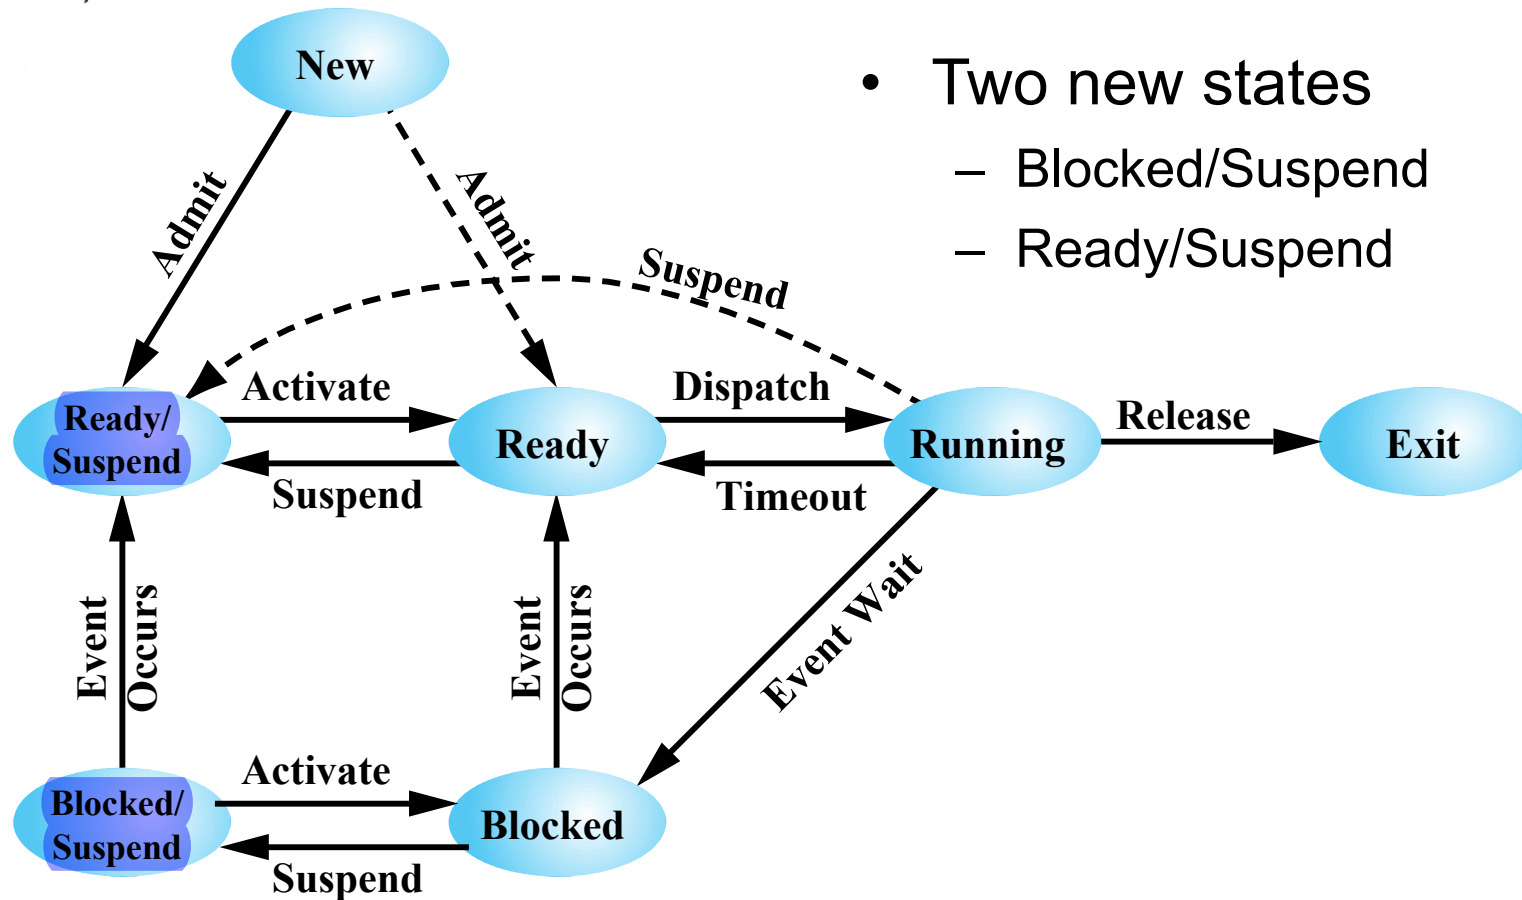 New
• Two new states
– Blocked/Suspend
– Ready/Suspend
Admit
Admit
Suspend
Activate
Dispatch
Ready/
Suspend
Ready
Running
Release
Exit
Suspend
Timeout
Event
Occurs
Event
Occurs
Event Wait
Activate
Blocked/
Suspend
Blocked
Suspend